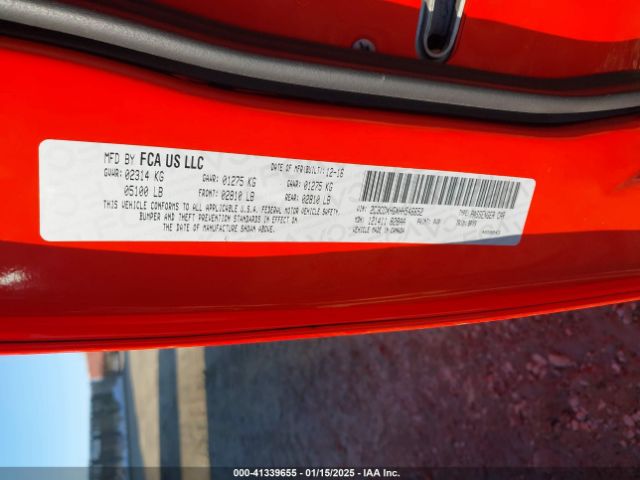 MFD BY FCA US LLC
DATE OF MFR(BUILT): 12-16
GVWR: 02314 KG GAWR: 01275 KG GAWR: 01275 KG
05100 LB FRONT: 02810 LB REAR: 02810 LB
THIS VEHICLE CONFORMS TO ALL APPLICABLE U.S.A. FEDERAL MOTOR VEHICLE SAFETY,
BUMPER AND THEFT PREVENTION STANDARDS IN EFFECT ON
THE DATE OF MANUFACTURE SHOWN ABOVE.
TYPE: PASSENGER CAR
VEHICLE MADE IN CANADA
000-41339655 - 01/15/2025 - IAA Inc.